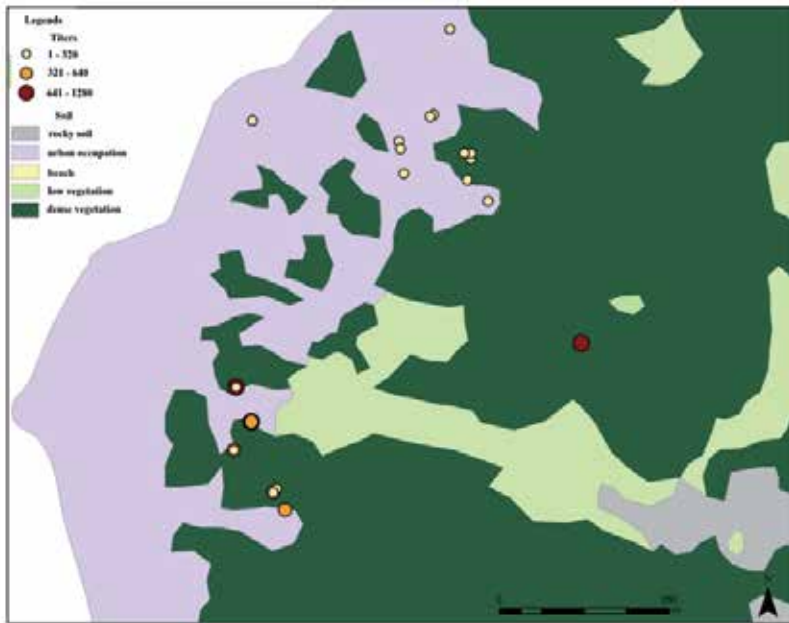 Legends
Titers
1 - 320
321 - 640
641 - 1280
Soil
rocky soil
urban occupation
beach
low vegetation
dense vegetation